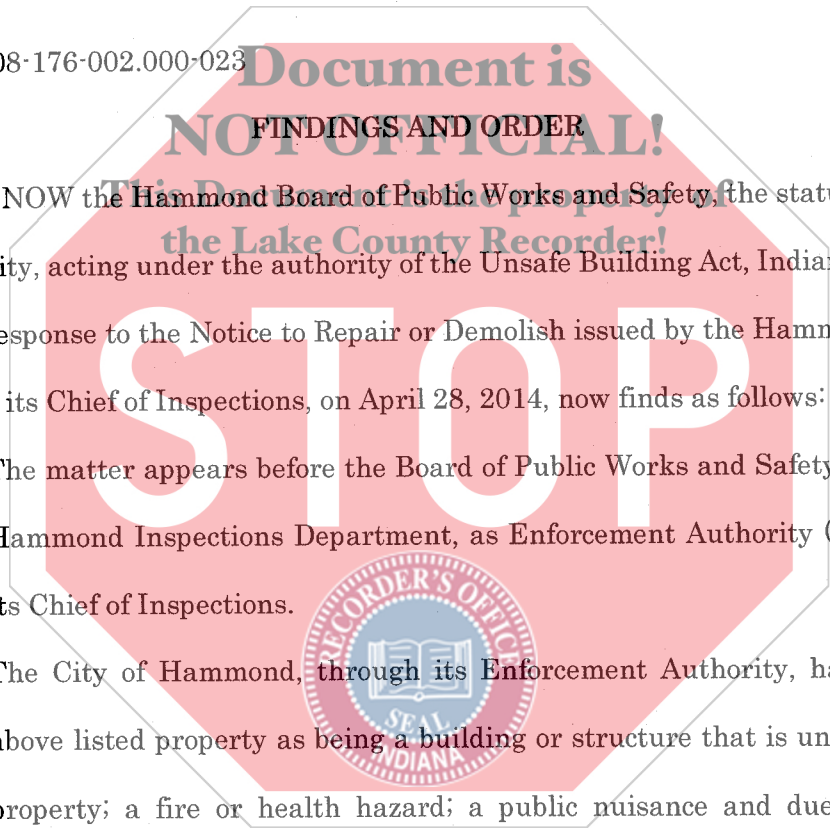 08-176-002.000-023
Document is
NOT OFFICIAL!
FINDINGS AND ORDER
This Document is the property of
the Lake County Recorder!
NOW the Hammond Board of Public Works and Safety, the statu
ity, acting under the authority of the Unsafe Building Act, India
esponse to the Notice to Repair or Demolish issued by the Hamm
its Chief of Inspections, on April 28, 2014, now finds as follows:
STOP
The matter appears before the Board of Public Works and Safety
Hammond Inspections Department, as Enforcement Authority (
ts Chief of Inspections.
The City of Hammond, through its Enforcement Authority, ha
above listed property as being a building or structure that is un
property; a fire or health hazard; a public nuisance and due
RECORDER'S OFFICE
SEAL
INDIANA